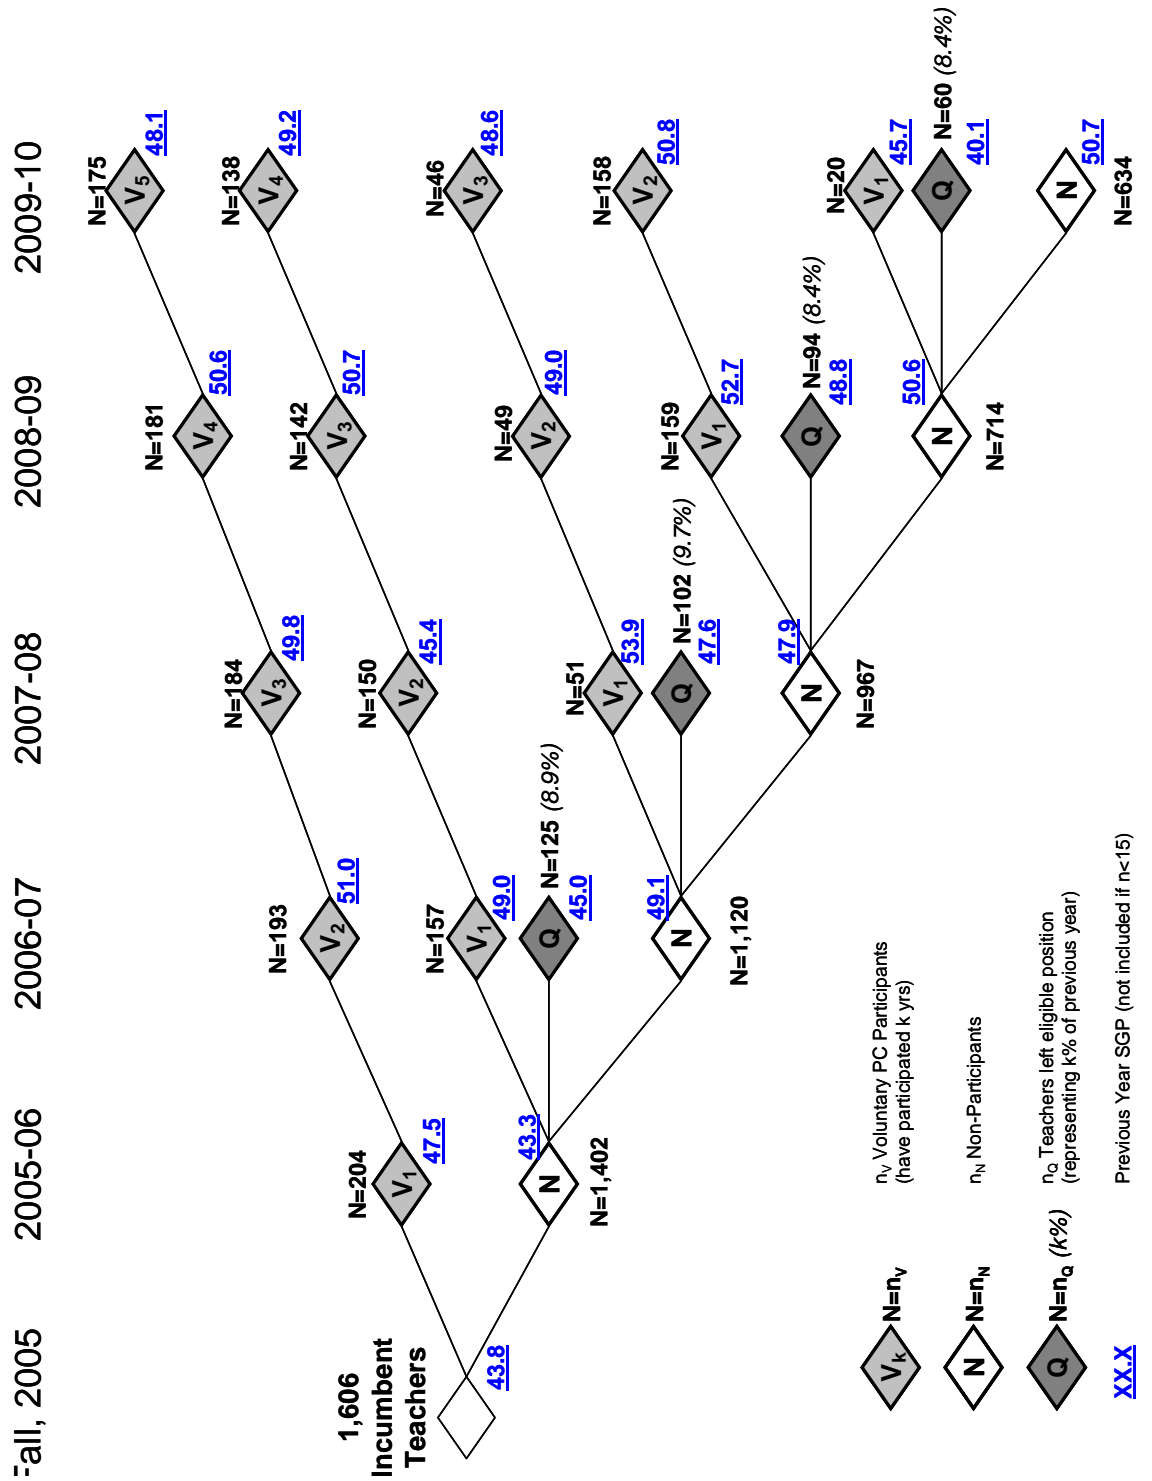 Fall, 2005
2005-06
2006-07
2007-08
2008-09
2009-10
1,606
Incumbent
Teachers
43.8
N=204
V1
47.5
N
43.3
N=1,402
N=193
V2
51.0
N=157
V1
49.0
Q
N=125 (8.9%)
45.0
N
49.1
N=1,120
N=184
V3
49.8
N=150
V2
45.4
N=51
V1
53.9
Q
N=102 (9.7%)
47.6
N
47.9
N=967
N=181
V4
50.6
N=142
V3
50.7
N=49
V2
49.0
N=159
V1
52.7
Q
N=94 (8.4%)
48.8
N
50.6
N=714
N=175
V5
48.1
N=138
V4
49.2
N=46
V3
48.6
N=158
V2
50.8
N=20
V1
45.7
Q
N=60 (8.4%)
40.1
N
50.7
N=634
Vk N=nV nV Voluntary PC Participants
(have participated k yrs)
N N=nN nN Non-Participants
Q N=nQ (k%) nQ Teachers left eligible position
(representing k% of previous year)
XX.X Previous Year SGP (not included if n<15)